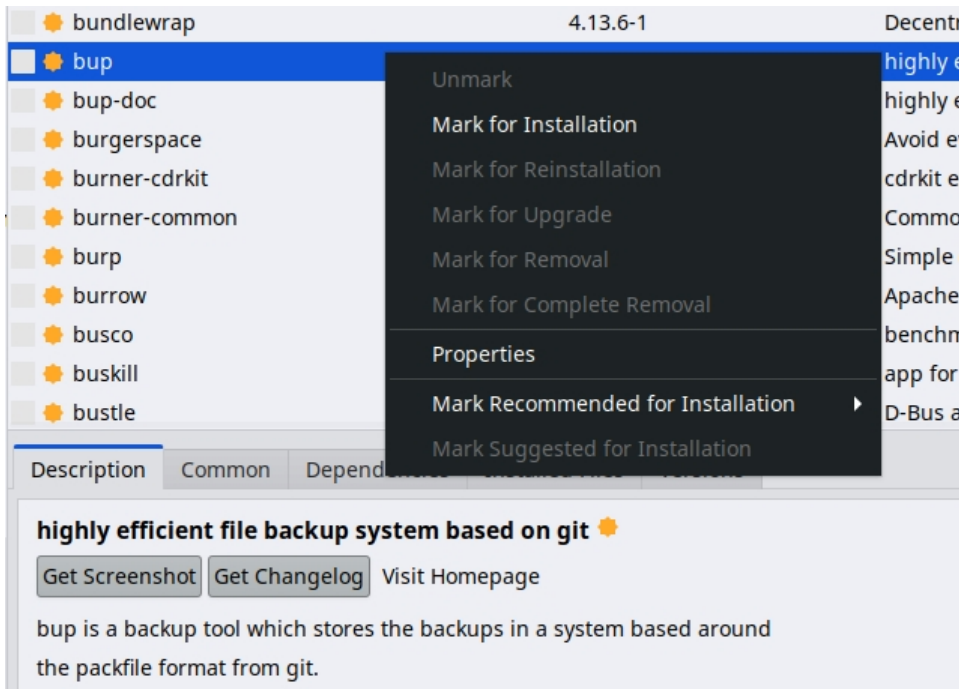 bundlewrap 4.13.6-1 Decentr
bup highly e
bup-doc highly e
burgerspace Avoid e
burner-cdrkit cdrkit e
burner-common Commo
burp Simple
burrow Apache
busco benchm
buskill app for
bustle D-Bus a
Unmark
Mark for Installation
Mark for Reinstallation
Mark for Upgrade
Mark for Removal
Mark for Complete Removal
Properties
Mark Recommended for Installation
Mark Suggested for Installation
Description Common Depend
highly efficient file backup system based on git
Get Screenshot Get Changelog Visit Homepage
bup is a backup tool which stores the backups in a system based around
the packfile format from git.